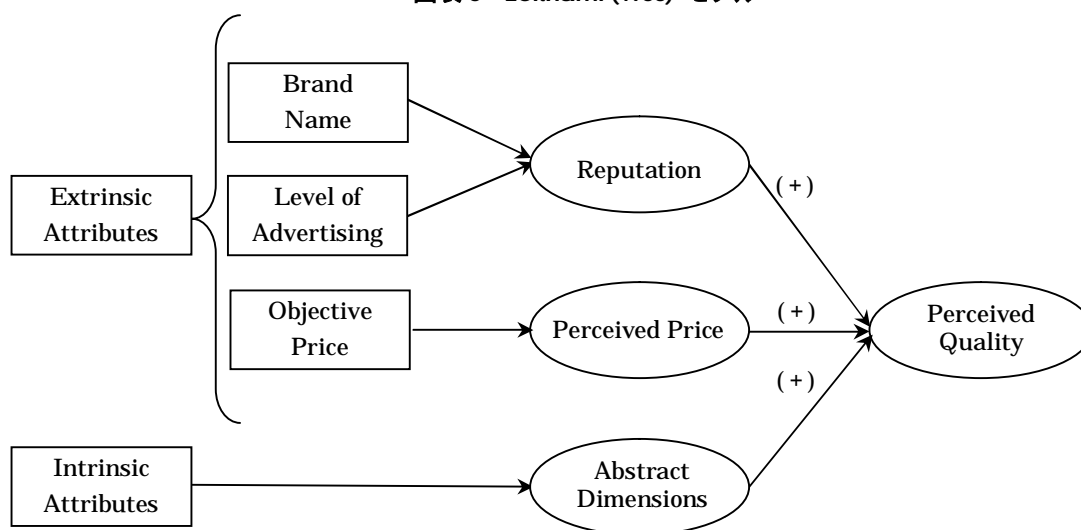 Brand
Name
Reputation
(+)
Extrinsic
Attributes
Level of
Advertising
Objective
Price
Perceived Price
(+)
Perceived
Quality
(+)
Intrinsic
Attributes
Abstract
Dimensions